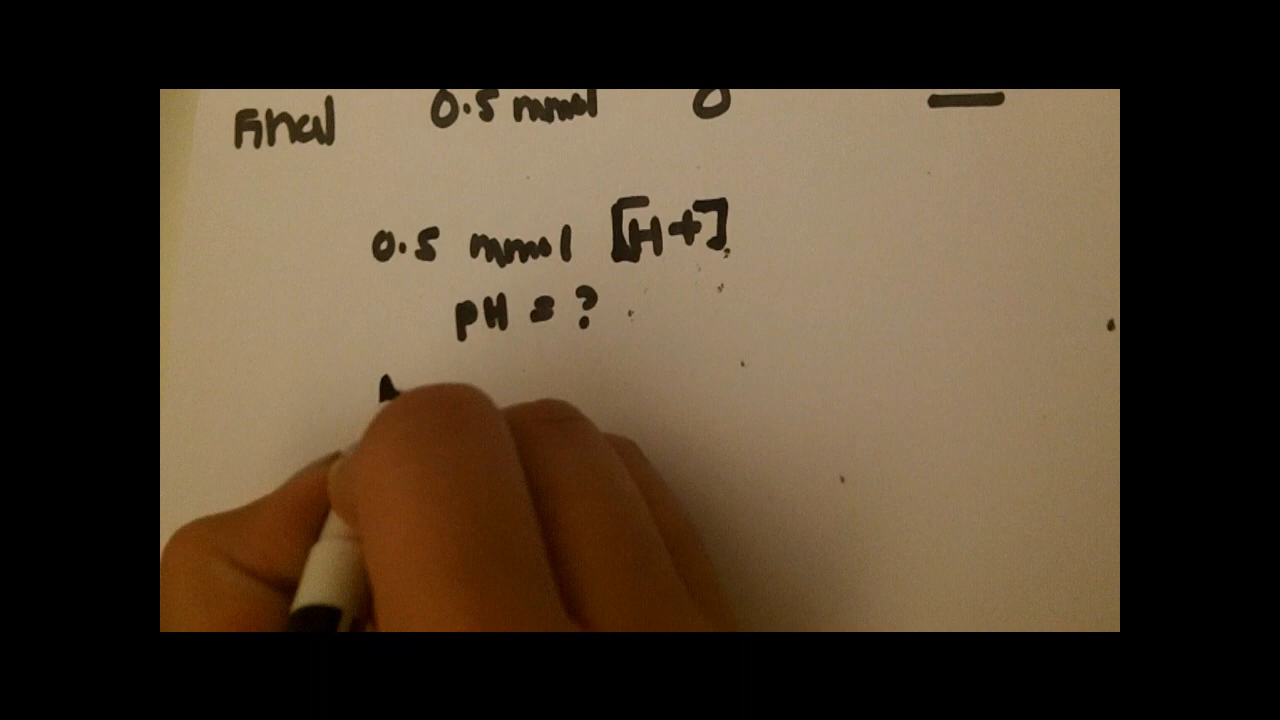 Final 0.5 mmol 0 —
0.5 mmol [H+]
pH = ?